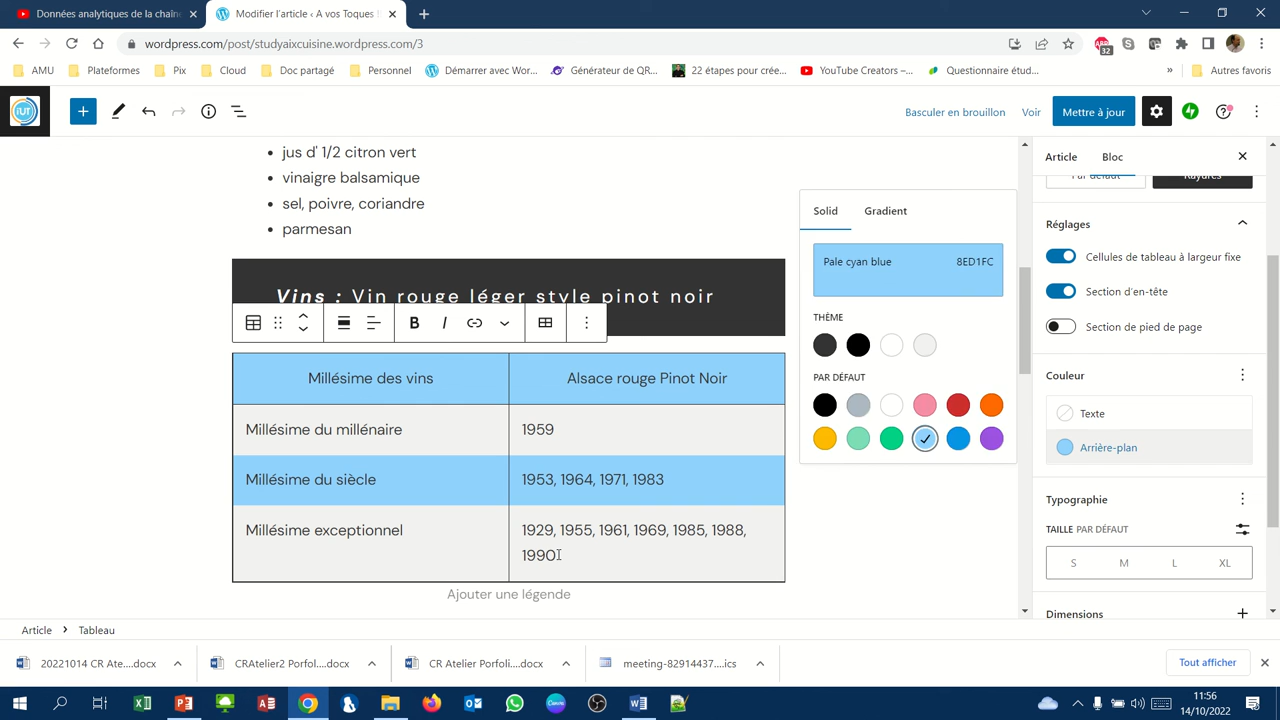 Données analytiques de la chaîn
Modifier l'article ‹ A vos Toques
wordpress.com/post/studyaixcuisine.wordpress.com/3
32
AMU
Plateformes
Pix
Cloud
Doc partagé
Personnel
Démarrer avec Wor...
Générateur de QR...
22 étapes pour crée...
YouTube Creators –...
Questionnaire étud...
»
Autres favoris
iUT
Basculer en brouillon
Voir
Mettre à jour
jus d' 1/2 citron vert
vinaigre balsamique
sel, poivre, coriandre
parmesan
Vins : Vin rouge léger style pinot noir
B I
Millésime des vins Alsace rouge Pinot Noir
Millésime du millénaire 1959
Millésime du siècle 1953, 1964, 1971, 1983
Millésime exceptionnel 1929, 1955, 1961, 1969, 1985, 1988,
1990
Ajouter une légende
Solid Gradient
Pale cyan blue 8ED1FC
THÈME
PAR DÉFAUT
Article Bloc
Par défaut Rayures
Réglages
Cellules de tableau à largeur fixe
Section d'en-tête
Section de pied de page
Couleur
Texte
Arrière-plan
Typographie
TAILLE PAR DÉFAUT
S M L XL
Dimensions
Article > Tableau
20221014 CR Ate....docx
CRAtelier2 Porfol....docx
CR Atelier Porfoli....docx
meeting-82914437....ics
Tout afficher
11:56
14/10/2022